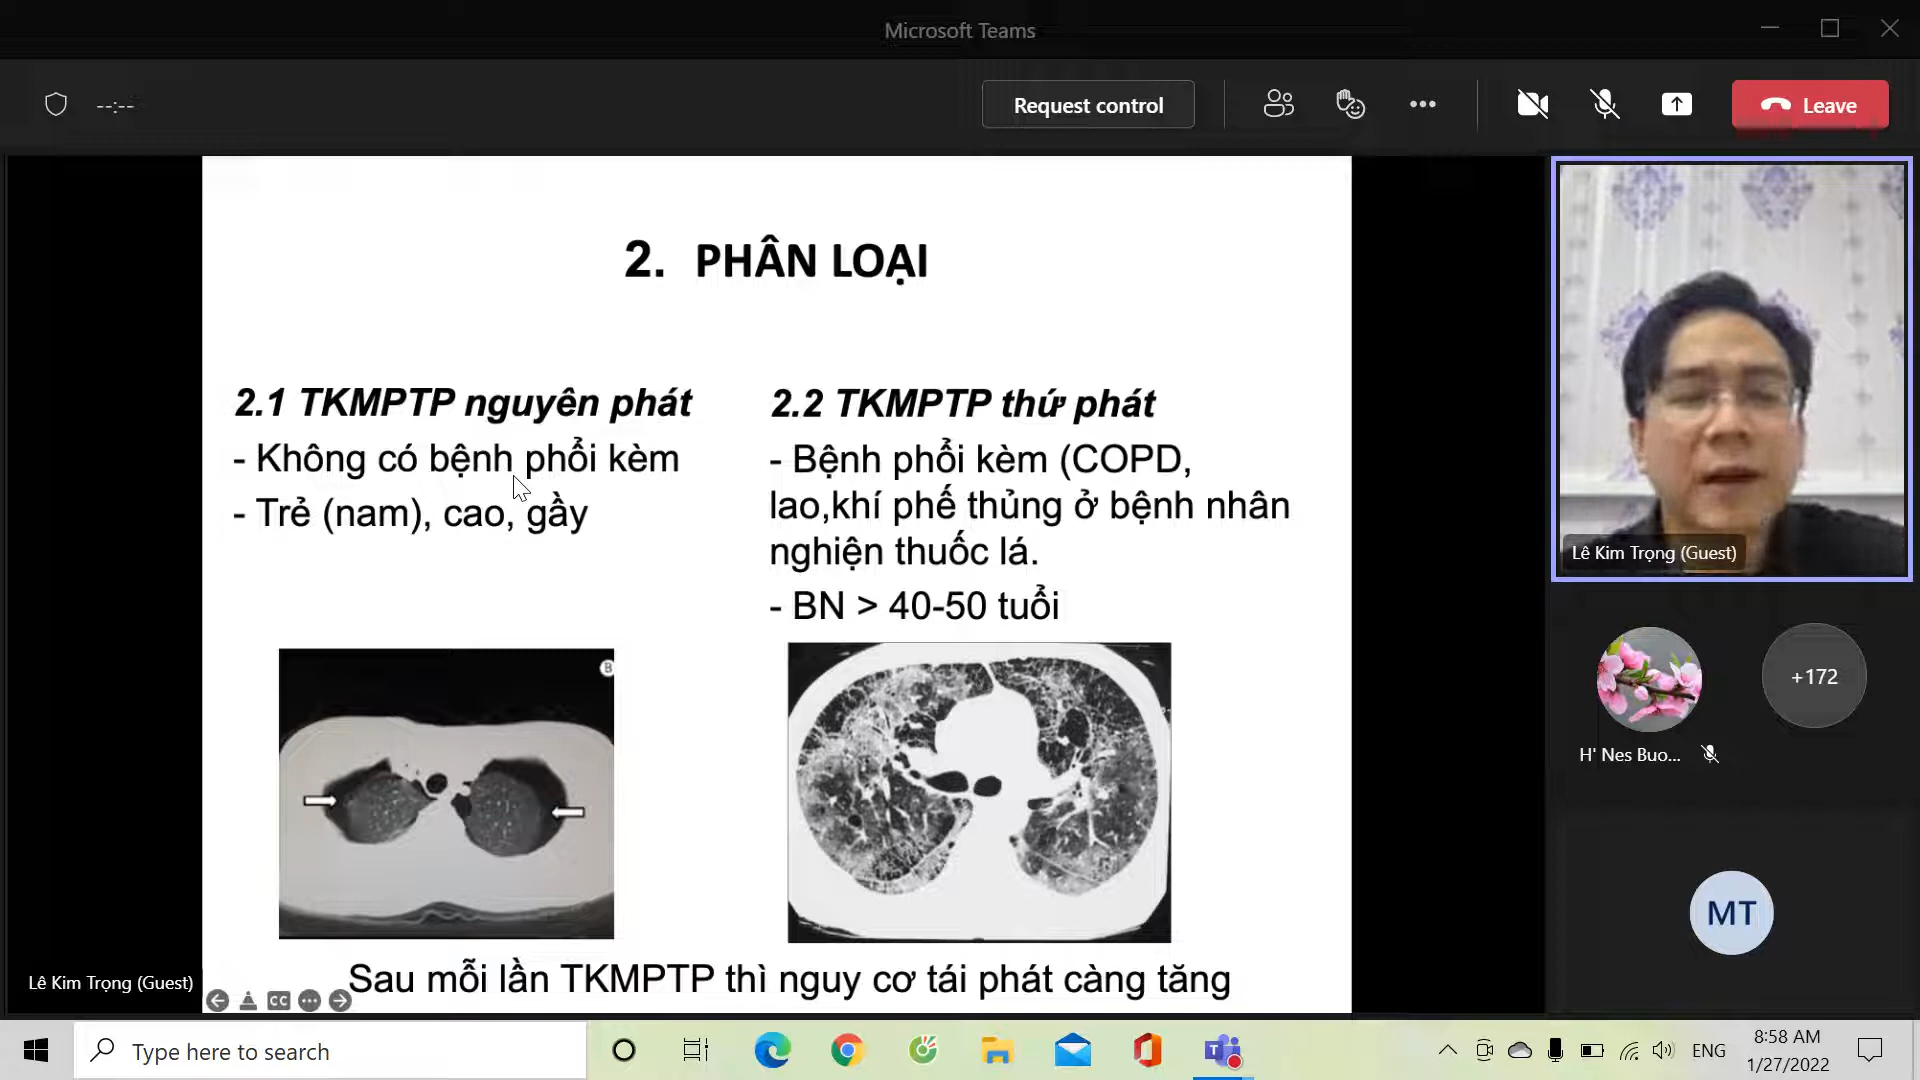 Microsoft Teams
--:--
Request control
Leave
2. PHÂN LOẠI
2.1 TKMPTP nguyên phát
- Không có bệnh phổi kèm
- Trẻ (nam), cao, gầy
2.2 TKMPTP thứ phát
- Bệnh phổi kèm (COPD,
lao,khí phế thủng ở bệnh nhân
nghiện thuốc lá.
- BN > 40-50 tuổi
B
Sau mỗi lần TKMPTP thì nguy cơ tái phát càng tăng
Lê Kim Trọng (Guest)
CC
Lê Kim Trọng (Guest)
+172
H' Nes Buo...
MT
Type here to search
ENG
8:58 AM
1/27/2022